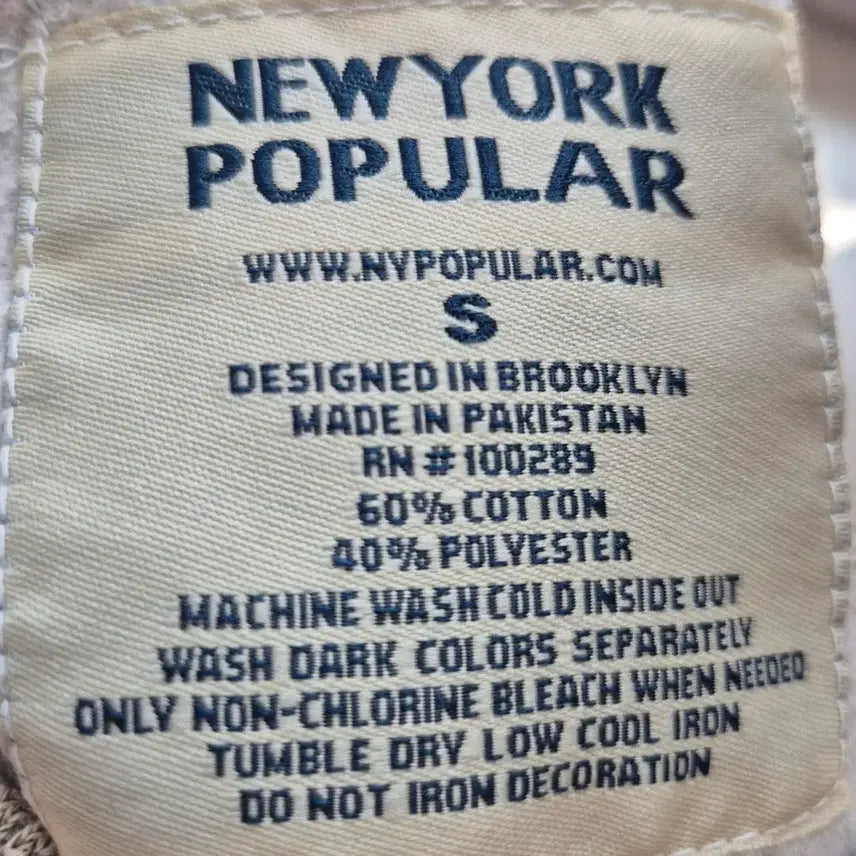 NEW YORK
POPULAR
WWW.NYPOPULAR.COM
S
DESIGNED IN BROOKLYN
MADE IN PAKISTAN
RN # 100289
60% COTTON
40% POLYESTER
MACHINE WASH COLD INSIDE OUT
WASH DARK COLORS SEPARATELY
ONLY NON-CHLORINE BLEACH WHEN NEEDED
TUMBLE DRY LOW COOL IRON
DO NOT IRON DECORATION